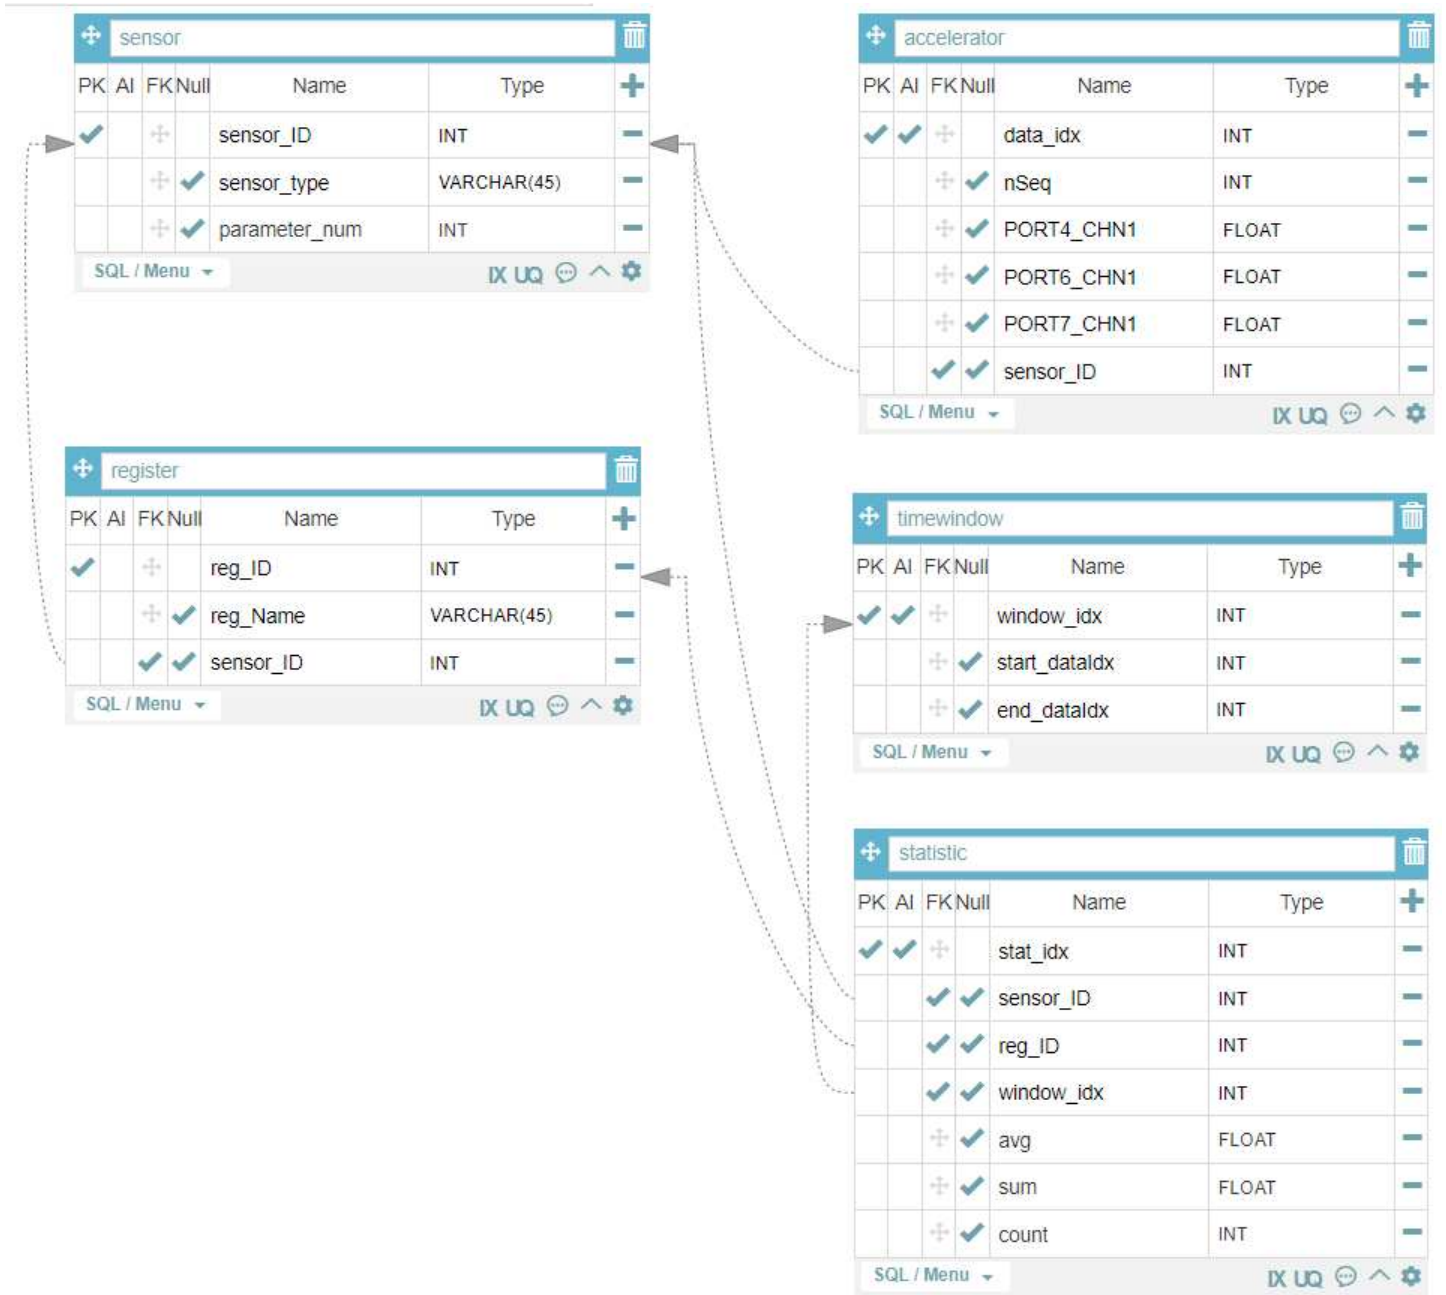 sensor
PK AI FK Null Name Type
sensor_ID INT
sensor_type VARCHAR(45)
parameter_num INT
SQL / Menu IX UQ
register
PK AI FK Null Name Type
reg_ID INT
reg_Name VARCHAR(45)
sensor_ID INT
SQL / Menu IX UQ
accelerator
PK AI FK Null Name Type
data_idx INT
nSeq INT
PORT4_CHN1 FLOAT
PORT6_CHN1 FLOAT
PORT7_CHN1 FLOAT
sensor_ID INT
SQL / Menu IX UQ
timewindow
PK AI FK Null Name Type
window_idx INT
start_dataIdx INT
end_dataIdx INT
SQL / Menu IX UQ
statistic
PK AI FK Null Name Type
stat_idx INT
sensor_ID INT
reg_ID INT
window_idx INT
avg FLOAT
sum FLOAT
count INT
SQL / Menu IX UQ